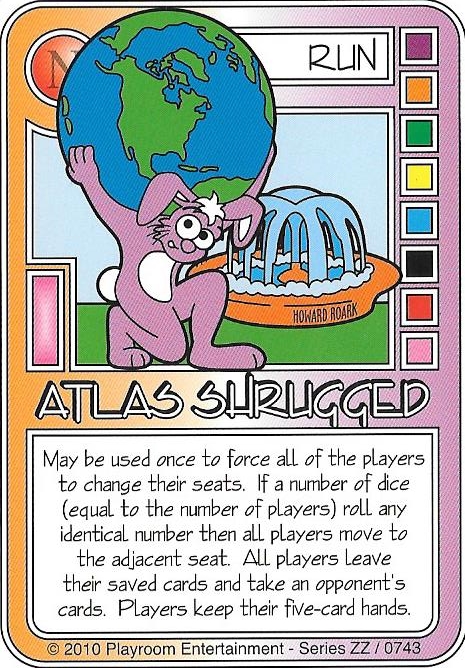 N
RUN
HOWARD ROARK
ATLAS SHRUGGED
May be used once to force all of the players
to change their seats. If a number of dice
(equal to the number of players) roll any
identical number then all players move to
the adjacent seat. All players leave
their saved cards and take an opponent's
cards. Players keep their five-card hands.
© 2010 Playroom Entertainment - Series ZZ / 0743